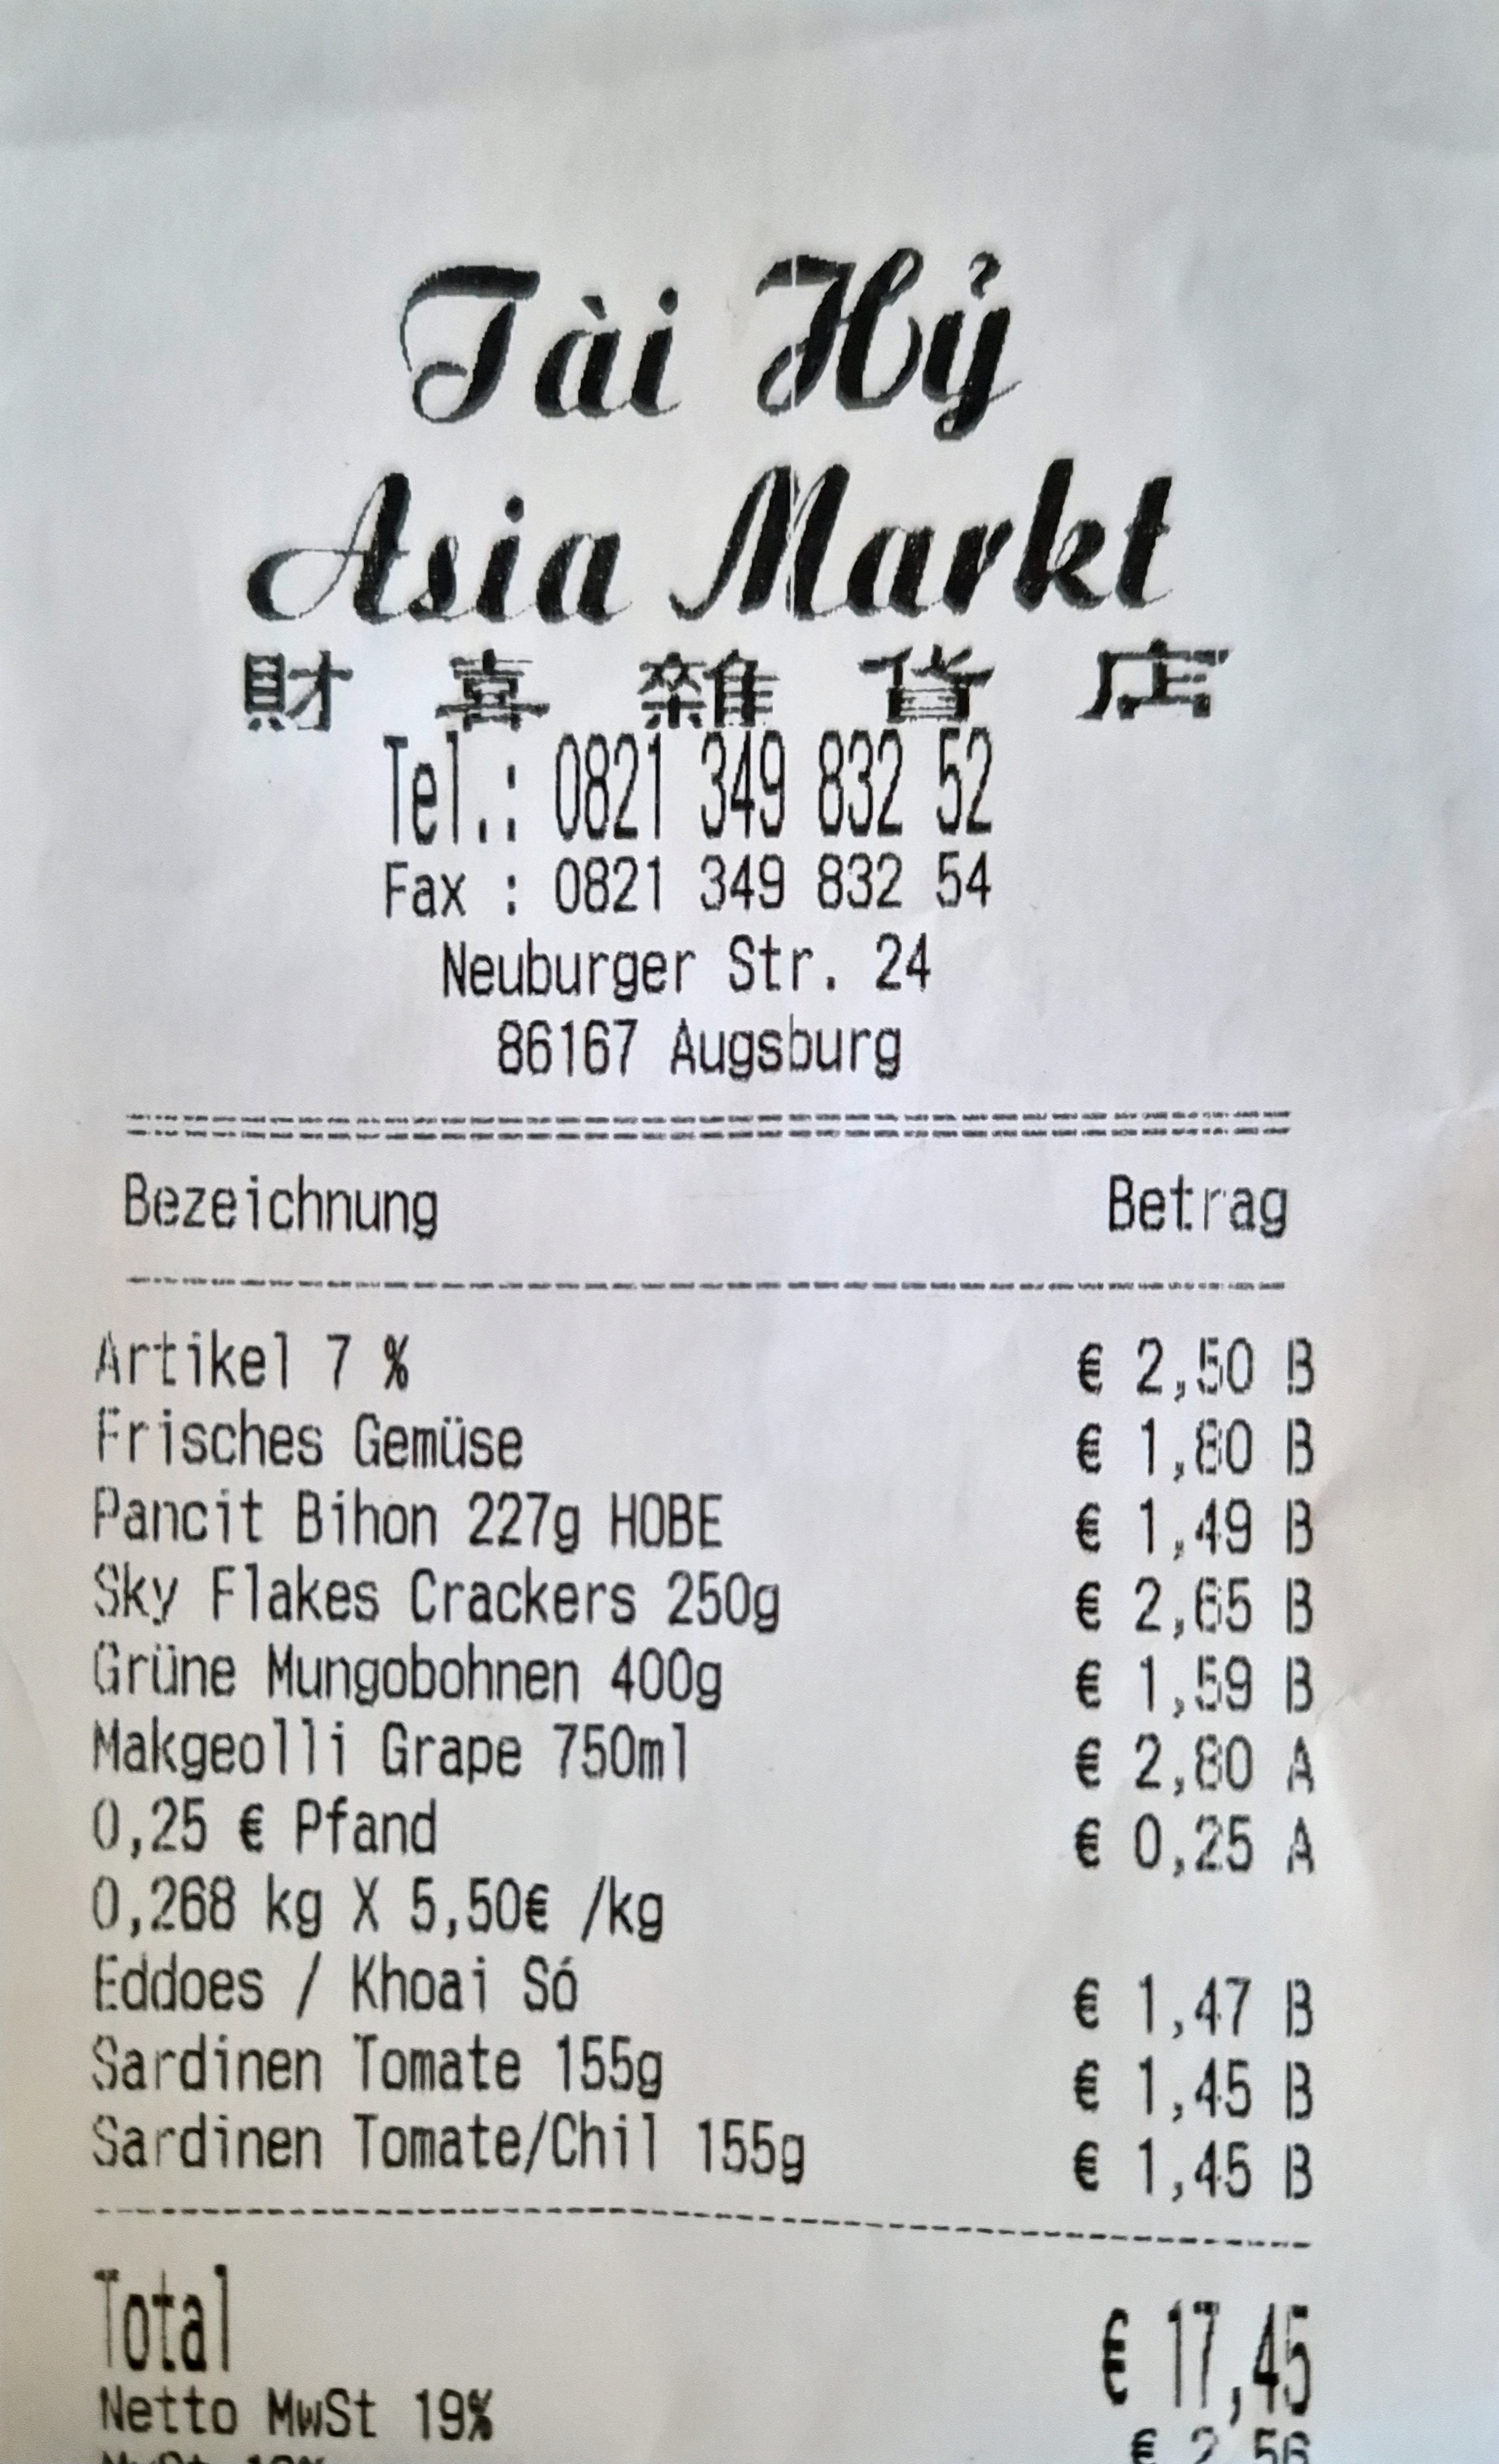 Tài Hỷ
Asia Markt
財 喜 雜 貨 店
Tel.: 0821 349 832 52
Fax : 0821 349 832 54
Neuburger Str. 24
86167 Augsburg
Bezeichnung Betrag
Artikel 7 % € 2,50 B
Frisches Gemüse € 1,80 B
Pancit Bihon 227g HOBE € 1,49 B
Sky Flakes Crackers 250g € 2,65 B
Grüne Mungobohnen 400g € 1,59 B
Makgeolli Grape 750ml € 2,80 A
0,25 € Pfand € 0,25 A
0,268 kg X 5,50€ /kg
Eddoes / Khoai Só € 1,47 B
Sardinen Tomate 155g € 1,45 B
Sardinen Tomate/Chil 155g € 1,45 B
Total € 17,45
Netto MwSt 19% € 2,56